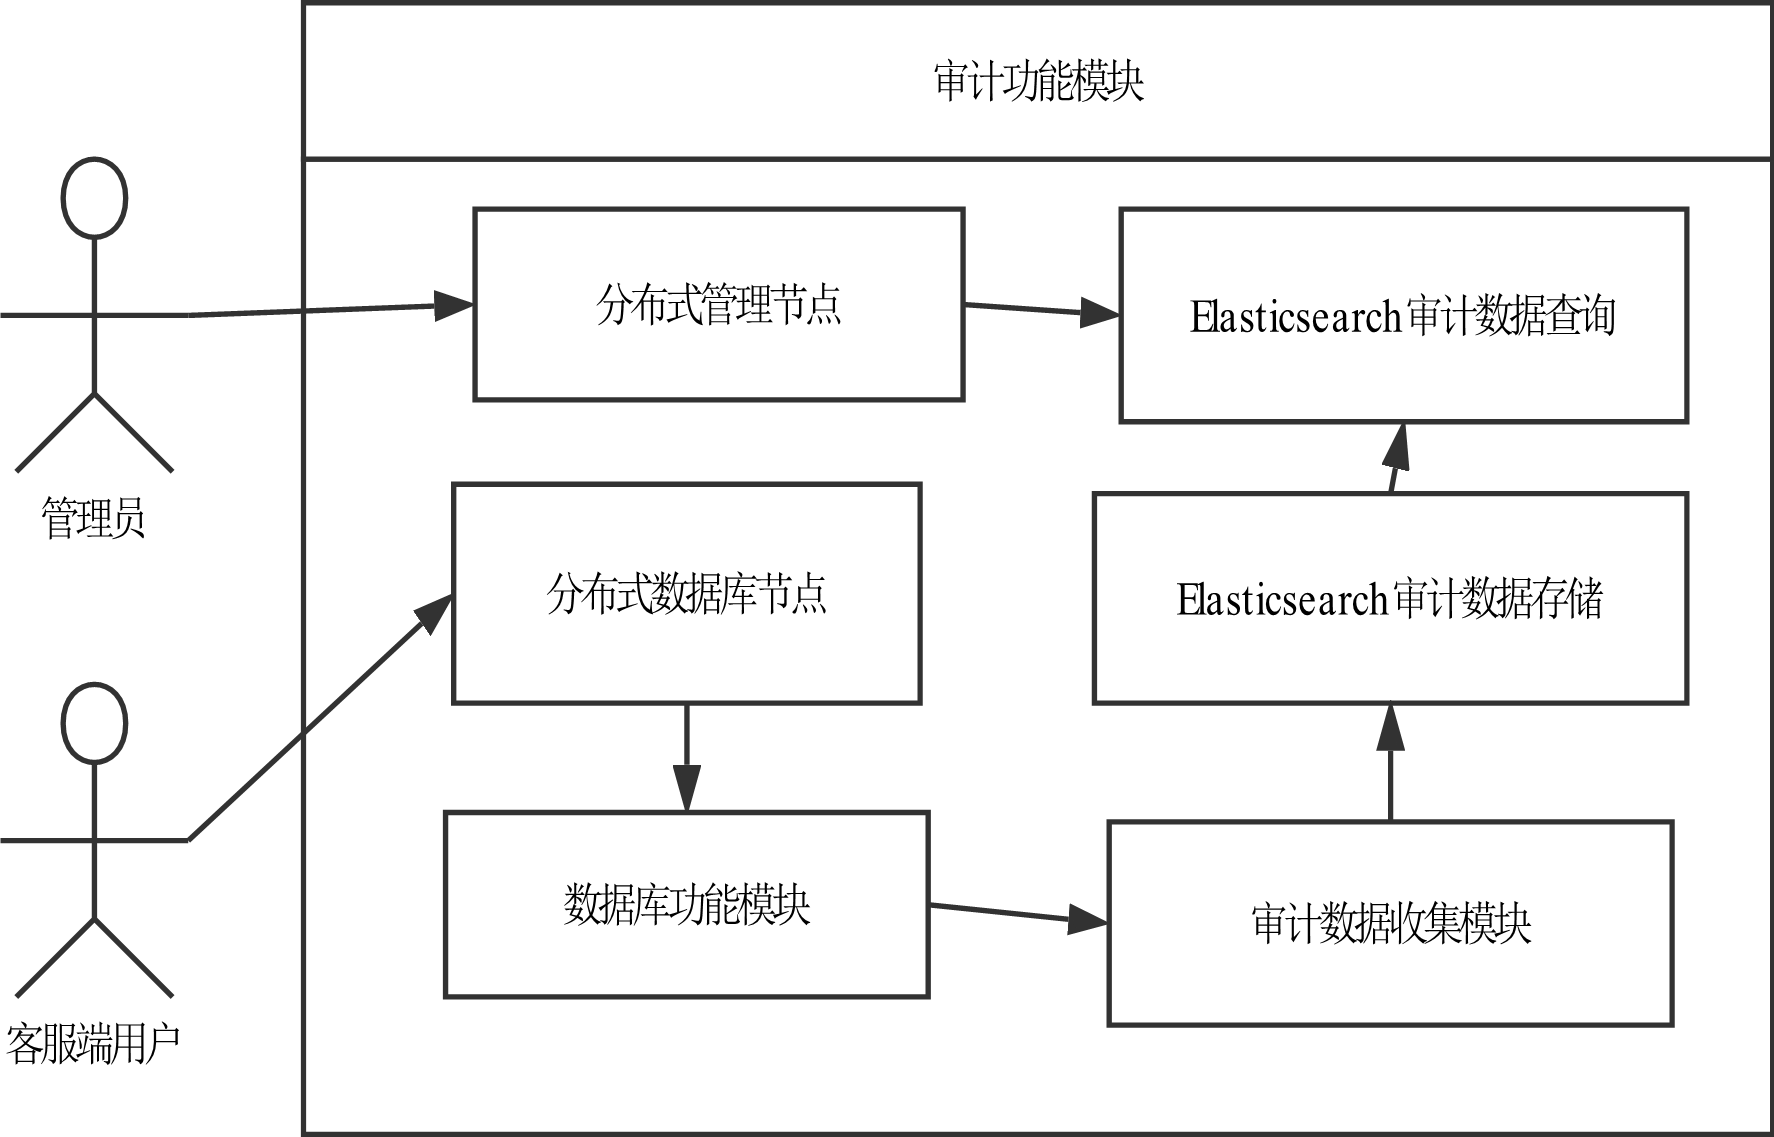 审计功能模块
分布式管理节点
Elasticsearch审计数据查询
管理员
分布式数据库节点
Elasticsearch审计数据存储
数据库功能模块
审计数据收集模块
客服端用户